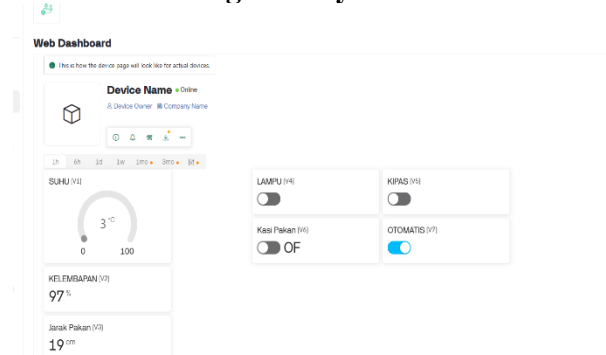 Web Dashboard
This is how the device page will look like for actual devices.
Device Name Online
Device Owner Company Name
1h 6h 1d 1w 1mo 3mo
SUHU (V1)
3 °C
0 100
KELEMBAPAN (V2)
97 %
Jarak Pakan (V3)
19 cm
LAMPU (V4)
KIPAS (V5)
Kasi Pakan (V6)
OF
OTOMATIS (V7)